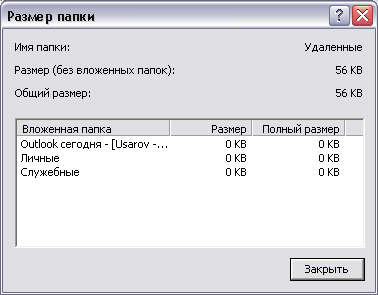 Размер папки
Имя папки: Удаленные
Размер (без вложенных папок): 56 KB
Общий размер: 56 KB
Вложенная папка Размер Полный размер
Outlook сегодня - [Usarov -... 0 KB 0 KB
Личные 0 KB 0 KB
Служебные 0 KB 0 KB
Закрыть